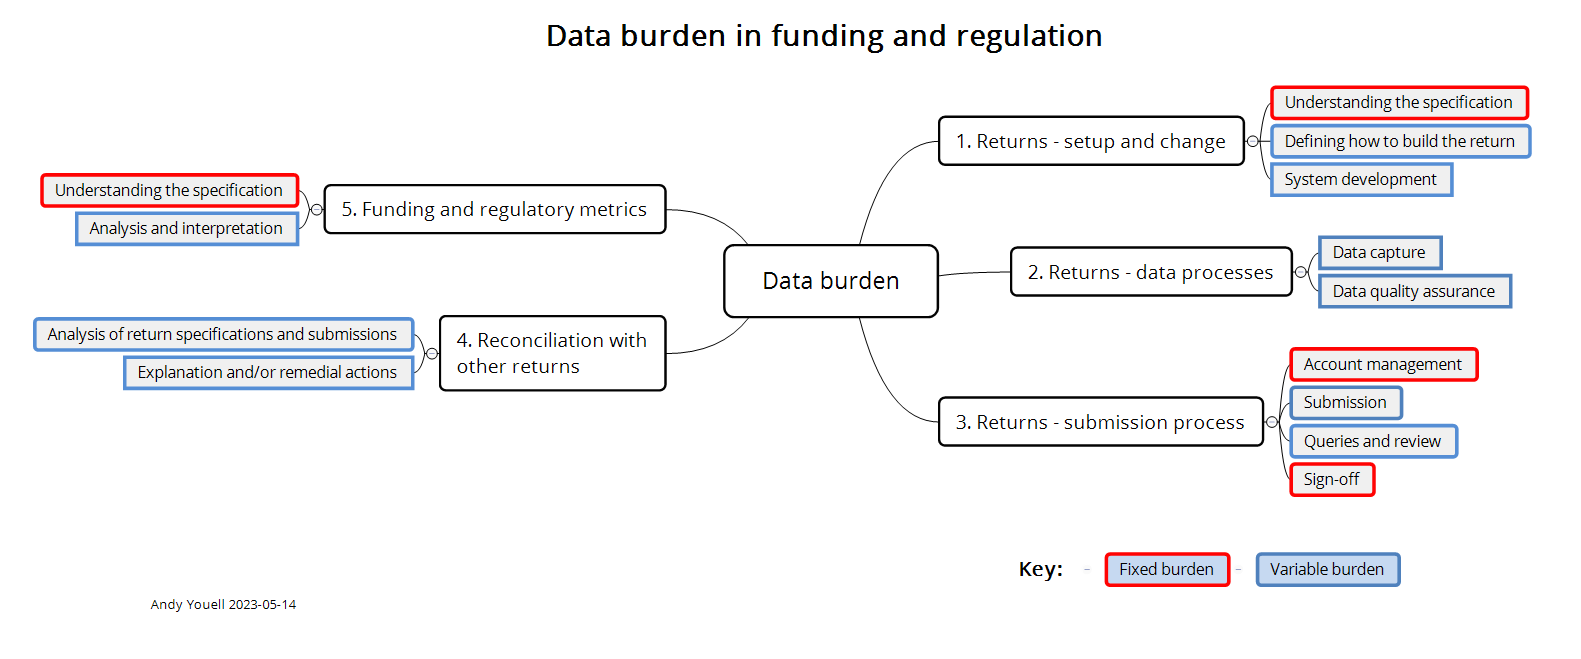 Data burden in funding and regulation
Data burden
1. Returns - setup and change
Understanding the specification
Defining how to build the return
System development
2. Returns - data processes
Data capture
Data quality assurance
3. Returns - submission process
Account management
Submission
Queries and review
Sign-off
4. Reconciliation with
other returns
Analysis of return specifications and submissions
Explanation and/or remedial actions
5. Funding and regulatory metrics
Understanding the specification
Analysis and interpretation
Key: - Fixed burden - Variable burden
Andy Youell 2023-05-14